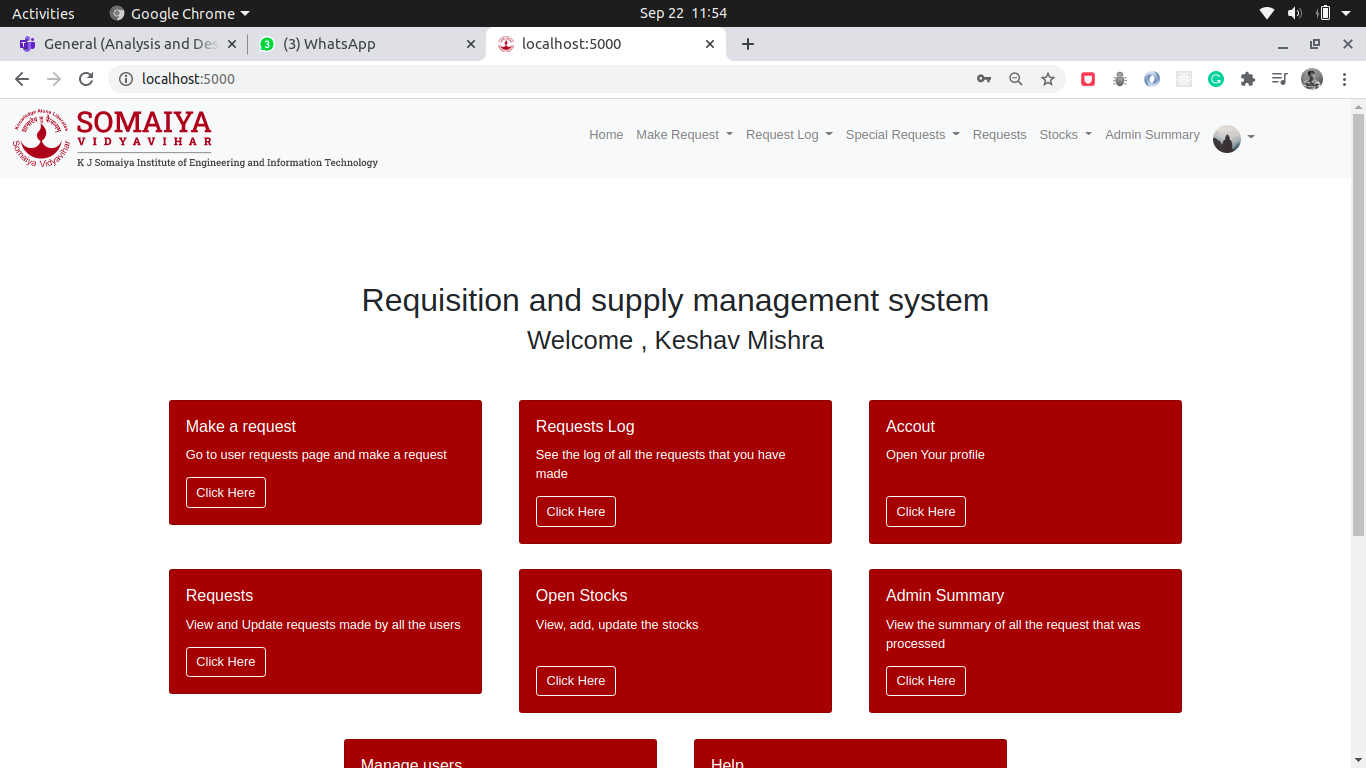 Activities
Google Chrome
Sep 22 11:54
General (Analysis and Des
(3) WhatsApp
localhost:5000
localhost:5000
SOMAIYA
VIDYAVIHAR
K J Somaiya Institute of Engineering and Information Technology
Somaiya Vidyavihar
Home
Make Request
Request Log
Special Requests
Requests
Stocks
Admin Summary
Requisition and supply management system
Welcome , Keshav Mishra
Make a request
Go to user requests page and make a request
Click Here
Requests Log
See the log of all the requests that you have
made
Click Here
Accout
Open Your profile
Click Here
Requests
View and Update requests made by all the users
Click Here
Open Stocks
View, add, update the stocks
Click Here
Admin Summary
View the summary of all the request that was
processed
Click Here
Manage users
Help